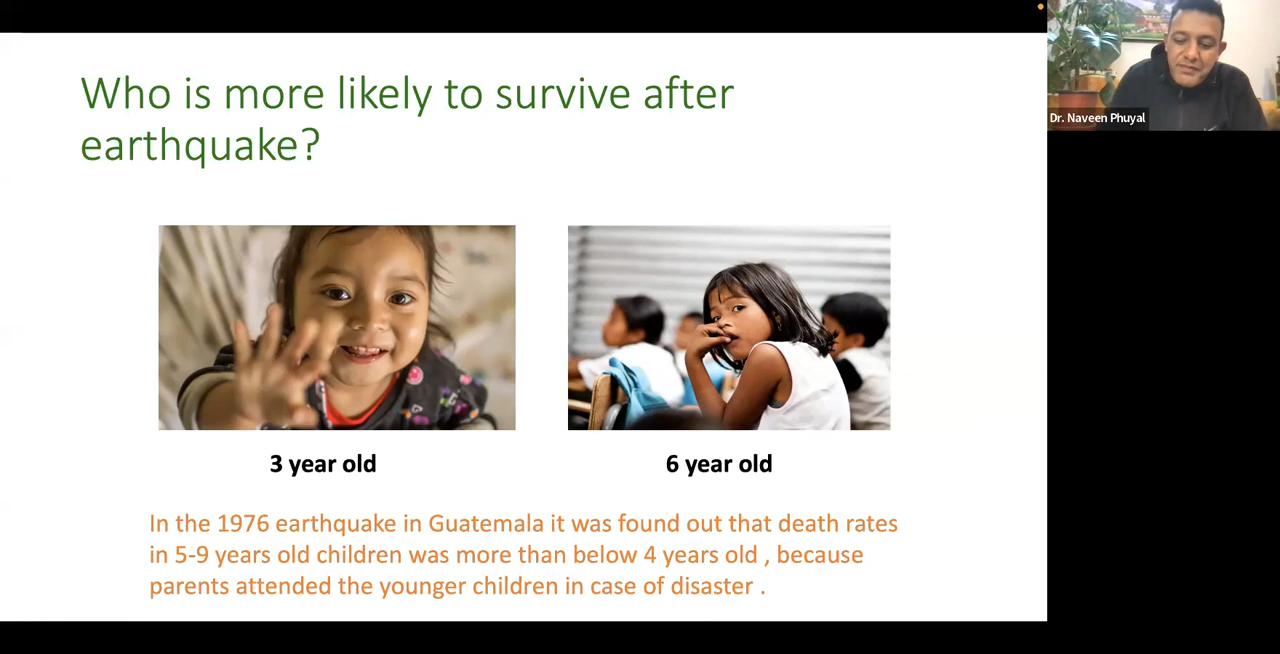 Who is more likely to survive after
earthquake?
Dr. Naveen Phuyal
3 year old
6 year old
In the 1976 earthquake in Guatemala it was found out that death rates
in 5-9 years old children was more than below 4 years old , because
parents attended the younger children in case of disaster .